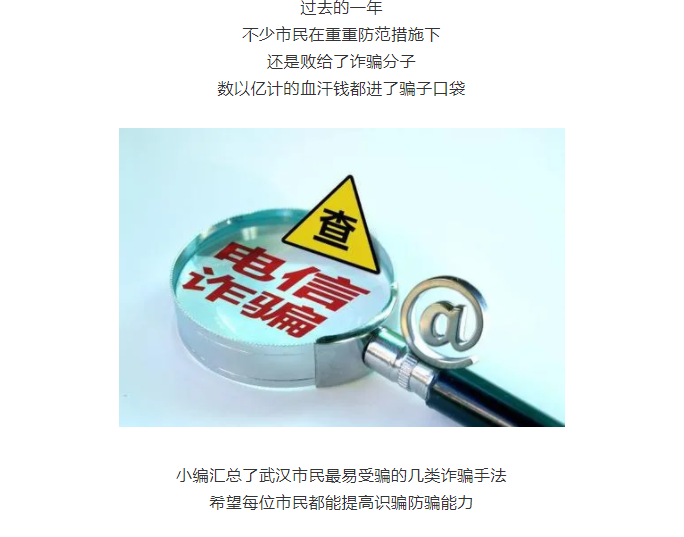 过去的一年
不少市民在重重防范措施下
还是败给了诈骗分子
数以亿计的血汗钱都进了骗子口袋
查
电信
诈骗
@
小编汇总了武汉市民最易受骗的几类诈骗手法
希望每位市民都能提高识骗防骗能力